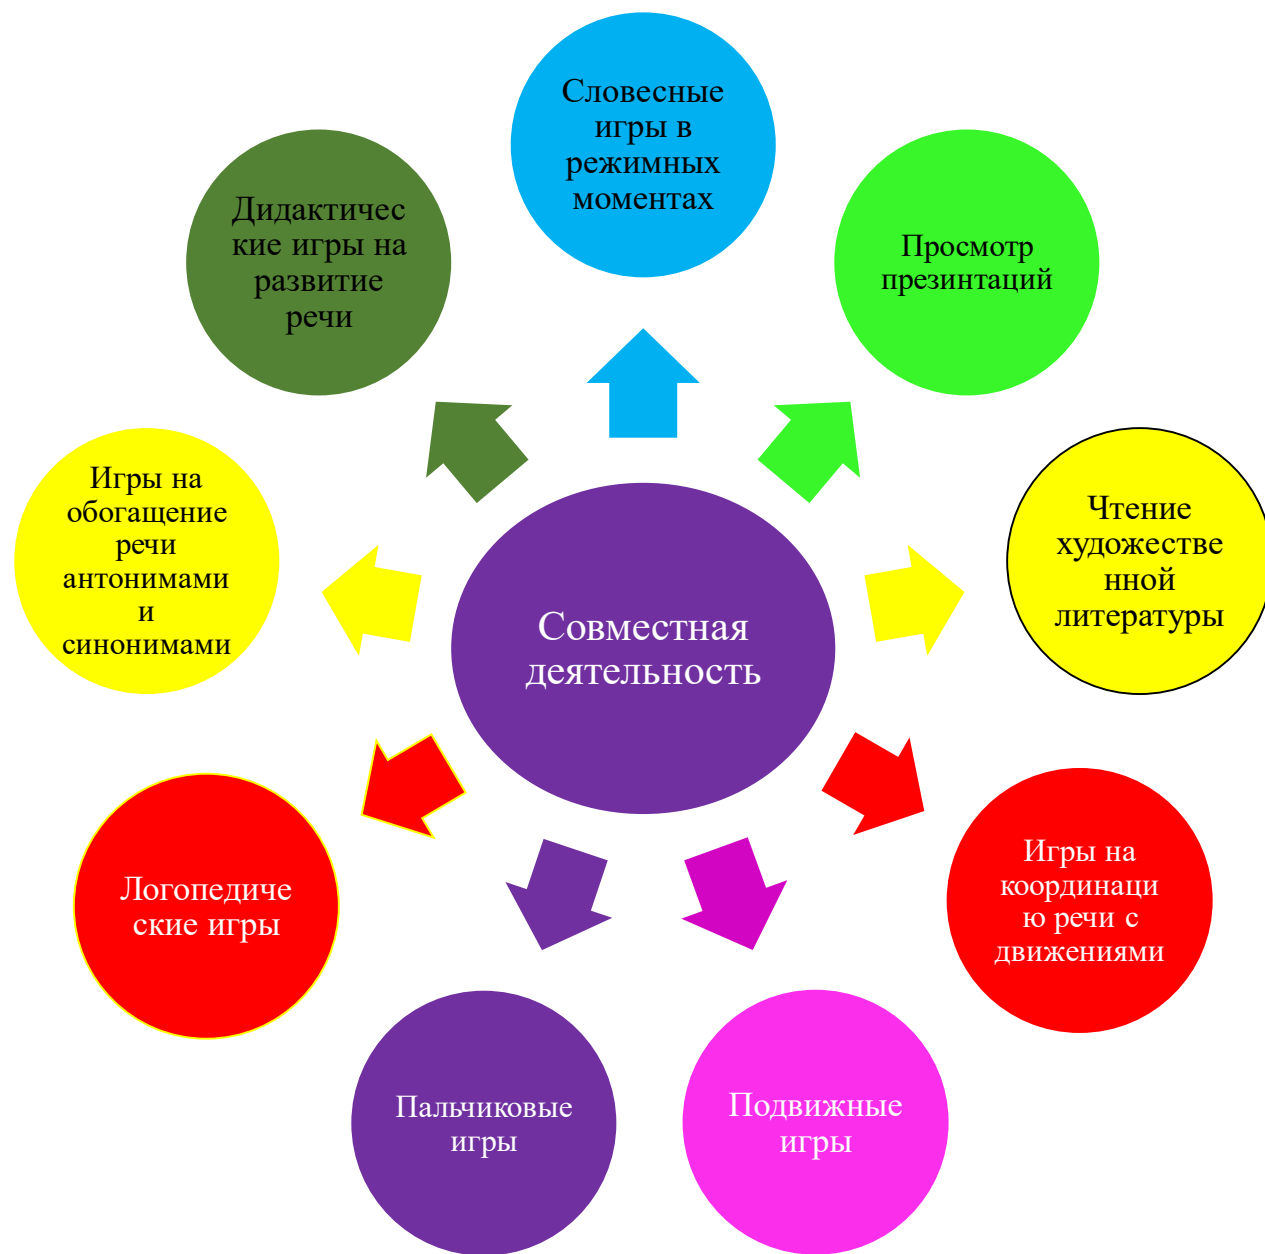 Словесные
игры в
режимных
моментах
Просмотр
презинтаций
Чтение
художестве
нной
литературы
Игры на
координаци
ю речи с
движениями
Подвижные
игры
Пальчиковые
игры
Логопедиче
ские игры
Игры на
обогащение
речи
антонимами
и
синонимами
Дидактичес
кие игры на
развитие
речи
Совместная
деятельность